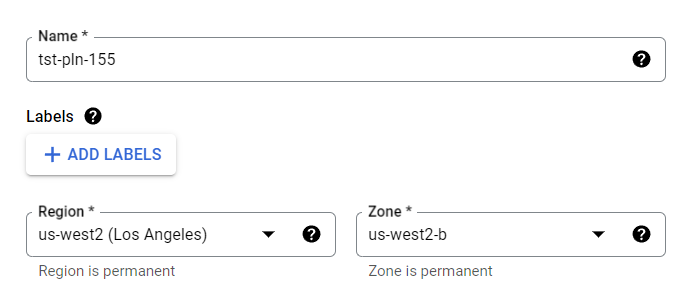 Name *
tst-pln-155
Labels
ADD LABELS
Region * Zone *
us-west2 (Los Angeles) us-west2-b
Region is permanent Zone is permanent